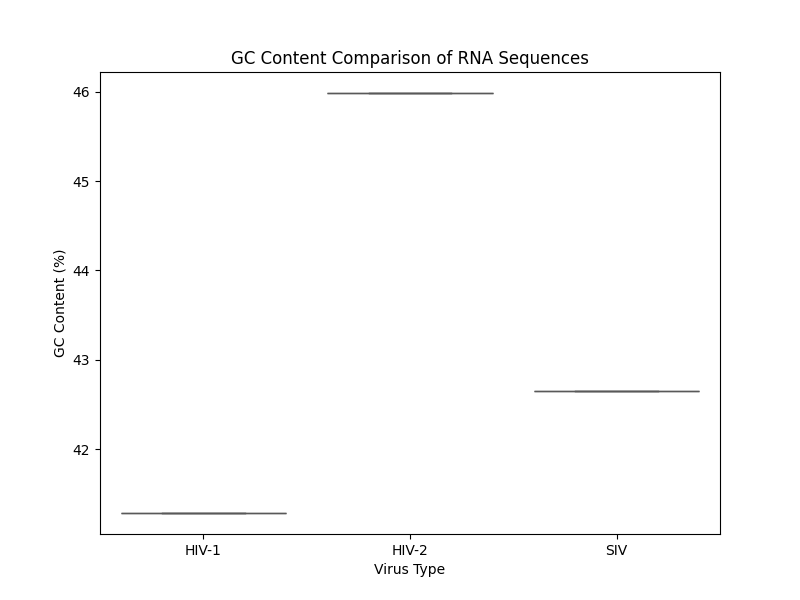 GC Content Comparison of RNA Sequences
46
45
44
43
42
GC Content (%)
HIV-1
HIV-2
SIV
Virus Type